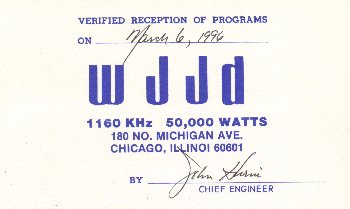 VERIFIED RECEPTION OF PROGRAMS
ON March 6, 1996
WJJd
1160 KHz 50,000 WATTS
180 NO. MICHIGAN AVE.
CHICAGO, ILLINOI 60601
BY John
CHIEF ENGINEER